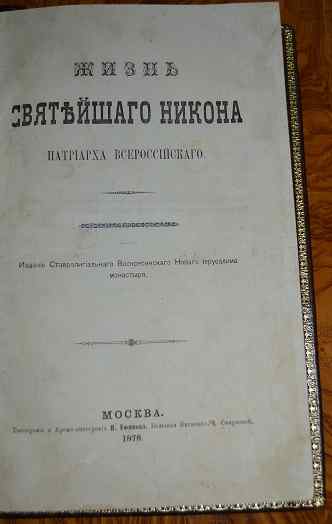 ЖИЗНЬ
СВЯТѢЙШАГО НИКОНА
ПАТРІАРХА ВСЕРОССІЙСКАГО.
Изданіе Ставропигіальнаго Воскресенскаго Новый Іерусалимъ
монастыря.
МОСКВА.
1878